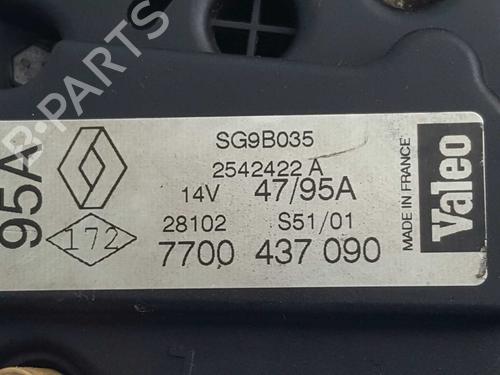 SG9B035
2542422 A
14V 47/95A
28102 S51/01
7700 437 090
95A
172
Valeo
MADE IN FRANCE
B-PARTS